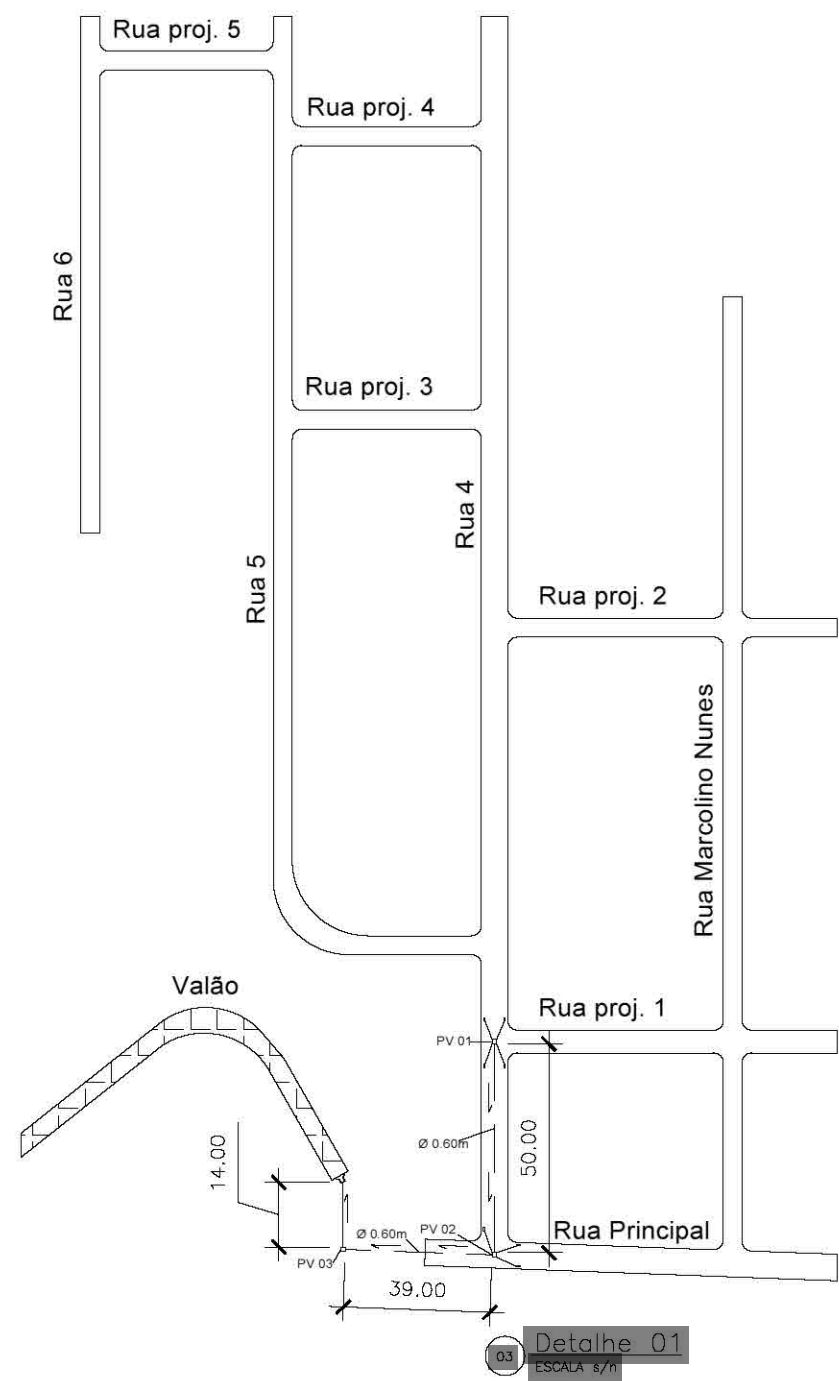 Rua proj. 5
Rua proj. 4
Rua 6
Rua proj. 3
Rua 4
Rua 5
Rua proj. 2
Rua Marcolino Nunes
Valão
Rua proj. 1
PV 01
Ø 0.60m
50.00
14.00
PV 02
Rua Principal
Ø 0.60m
PV 03
39.00
03
Detalhe 01
ESCALA s/n